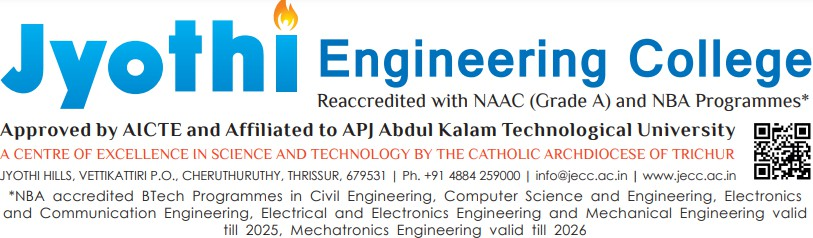 Jyothi Engineering College
Reaccredited with NAAC (Grade A) and NBA Programmes*
Approved by AICTE and Affiliated to APJ Abdul Kalam Technological University
A CENTRE OF EXCELLENCE IN SCIENCE AND TECHNOLOGY BY THE CATHOLIC ARCHDIOCESE OF TRICHUR
JYOTHI HILLS, VETTIKATTIRI P.O., CHERUTHURUTHY, THRISSUR, 679531 | Ph. +91 4884 259000 | info@jecc.ac.in | www.jecc.ac.in
*NBA accredited BTech Programmes in Civil Engineering, Computer Science and Engineering, Electronics
and Communication Engineering, Electrical and Electronics Engineering and Mechanical Engineering valid
till 2025, Mechatronics Engineering valid till 2026